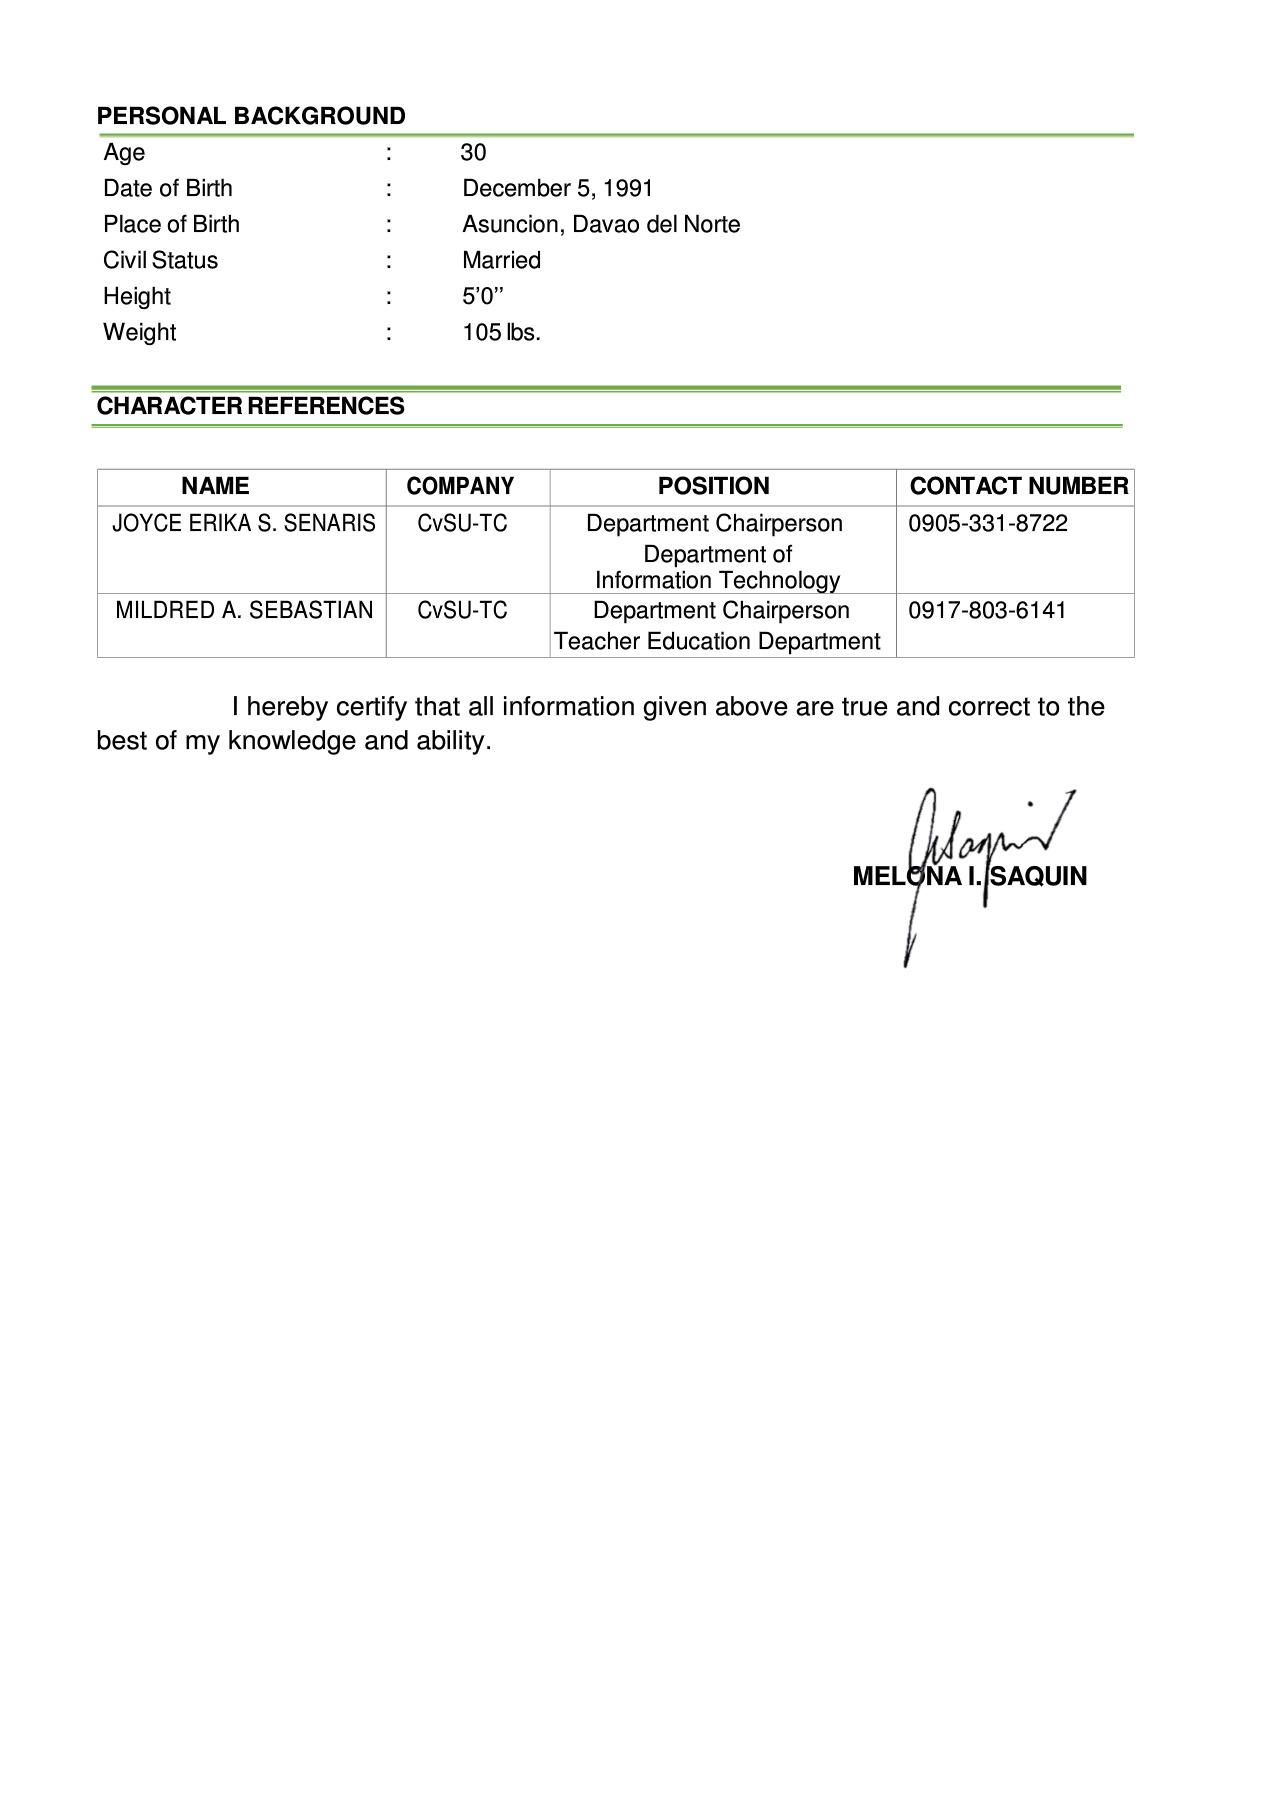 PERSONAL BACKGROUND
Age : 30
Date of Birth : December 5, 1991
Place of Birth : Asuncion, Davao del Norte
Civil Status : Married
Height : 5’0’’
Weight : 105 lbs.
CHARACTER REFERENCES
NAME COMPANY POSITION CONTACT NUMBER
JOYCE ERIKA S. SENARIS CvSU-TC Department Chairperson 0905-331-8722
Department of
Information Technology
MILDRED A. SEBASTIAN CvSU-TC Department Chairperson 0917-803-6141
Teacher Education Department
I hereby certify that all information given above are true and correct to the
best of my knowledge and ability.
MELONA I. SAQUIN